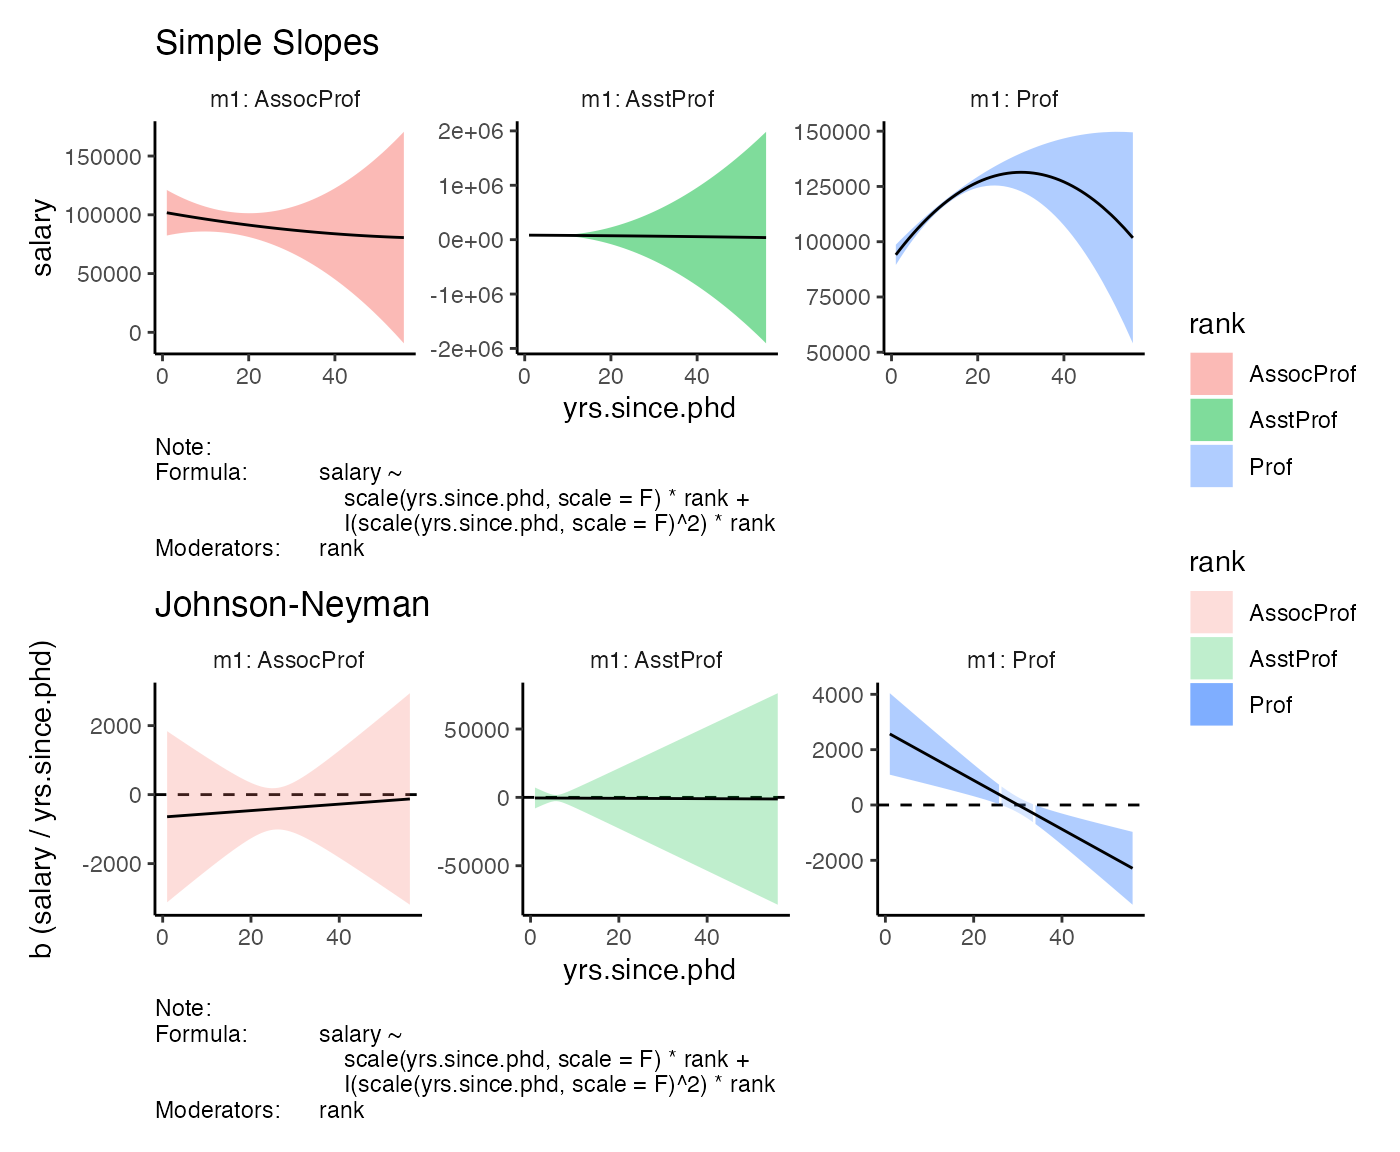 Simple Slopes
m1: AssocProf
m1: AsstProf
m1: Prof
salary
150000
100000
50000
0
0
20
40
2e+06
1e+06
0e+00
-1e+06
-2e+06
0
20
40
150000
125000
100000
75000
50000
0
20
40
yrs.since.phd
Note:
Formula: salary ~
scale(yrs.since.phd, scale = F) * rank +
I(scale(yrs.since.phd, scale = F)^2) * rank
Moderators: rank
rank
AssocProf
AsstProf
Prof
rank
AssocProf
AsstProf
Prof
Johnson-Neyman
m1: AssocProf
m1: AsstProf
m1: Prof
b (salary / yrs.since.phd)
2000
0
-2000
0
20
40
50000
0
-50000
0
20
40
4000
2000
0
-2000
0
20
40
yrs.since.phd
Note:
Formula: salary ~
scale(yrs.since.phd, scale = F) * rank +
I(scale(yrs.since.phd, scale = F)^2) * rank
Moderators: rank